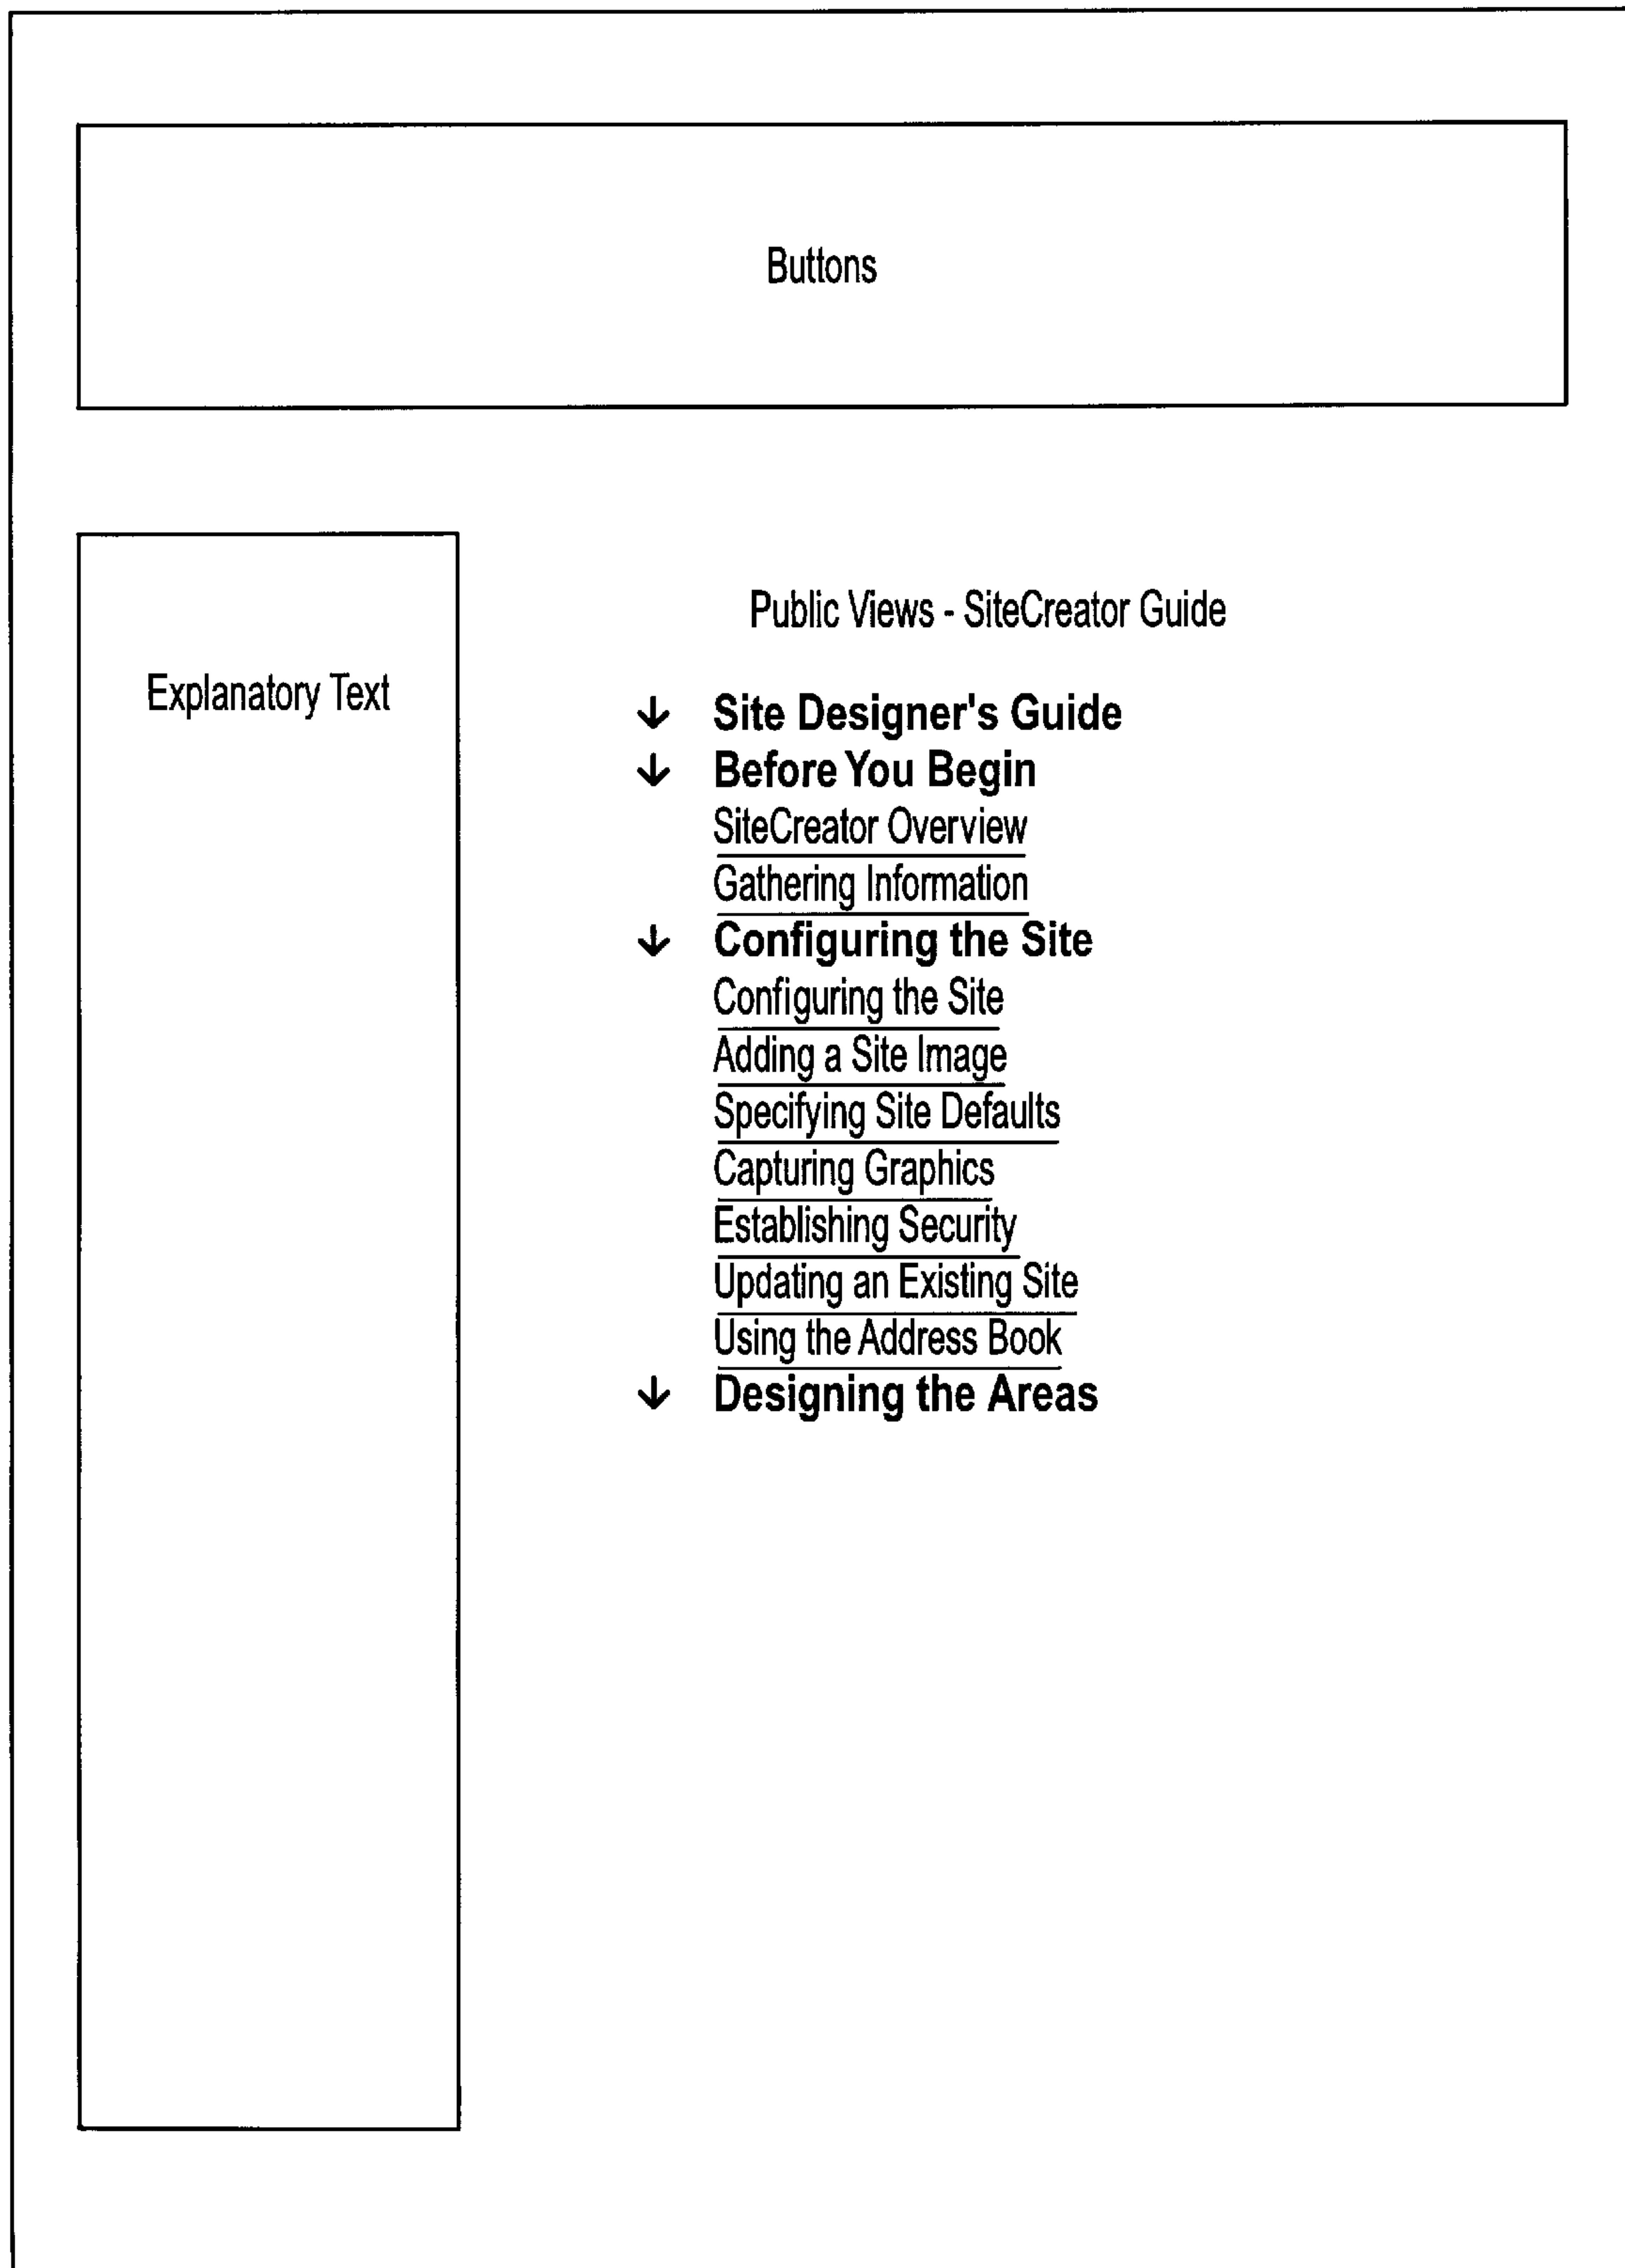 Buttons
Explanatory Text
Public Views - SiteCreator Guide
↓ Site Designer's Guide
↓ Before You Begin
SiteCreator Overview
Gathering Information
↓ Configuring the Site
Configuring the Site
Adding a Site Image
Specifying Site Defaults
Capturing Graphics
Establishing Security
Updating an Existing Site
Using the Address Book
↓ Designing the Areas